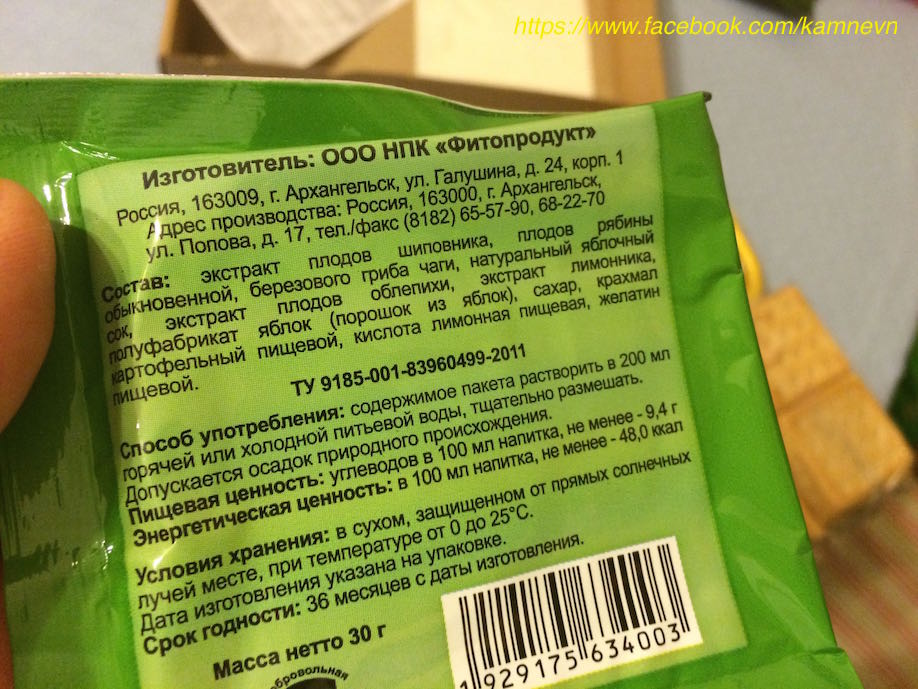 https://www.facebook.com/kamnevn
Изготовитель: ООО НПК «Фитопродукт»
Россия, 163009, г. Архангельск, ул. Галушина, д. 24, корп. 1
Адрес производства: Россия, 163000, г. Архангельск,
ул. Попова, д. 17, тел./факс (8182) 65-57-90, 68-22-70
Состав: экстракт плодов шиповника, плодов рябины
обыкновенной, березового гриба чаги, натуральный яблочный
сок, экстракт плодов облепихи, экстракт лимонника,
полуфабрикат яблок (порошок из яблок), сахар, крахмал
картофельный пищевой, кислота лимонная пищевая, желатин
пищевой.
ТУ 9185-001-83960499-2011
Способ употребления: содержимое пакета растворить в 200 мл
горячей или холодной питьевой воды, тщательно размешать.
Допускается осадок природного происхождения.
Пищевая ценность: углеводов в 100 мл напитка, не менее - 9,4 г
Энергетическая ценность: в 100 мл напитка, не менее - 48,0 ккал
Условия хранения: в сухом, защищенном от прямых солнечных
лучей месте, при температуре от 0 до 25°С.
Дата изготовления указана на упаковке.
Срок годности: 36 месяцев с даты изготовления.
Масса нетто 30 г
929175 634003